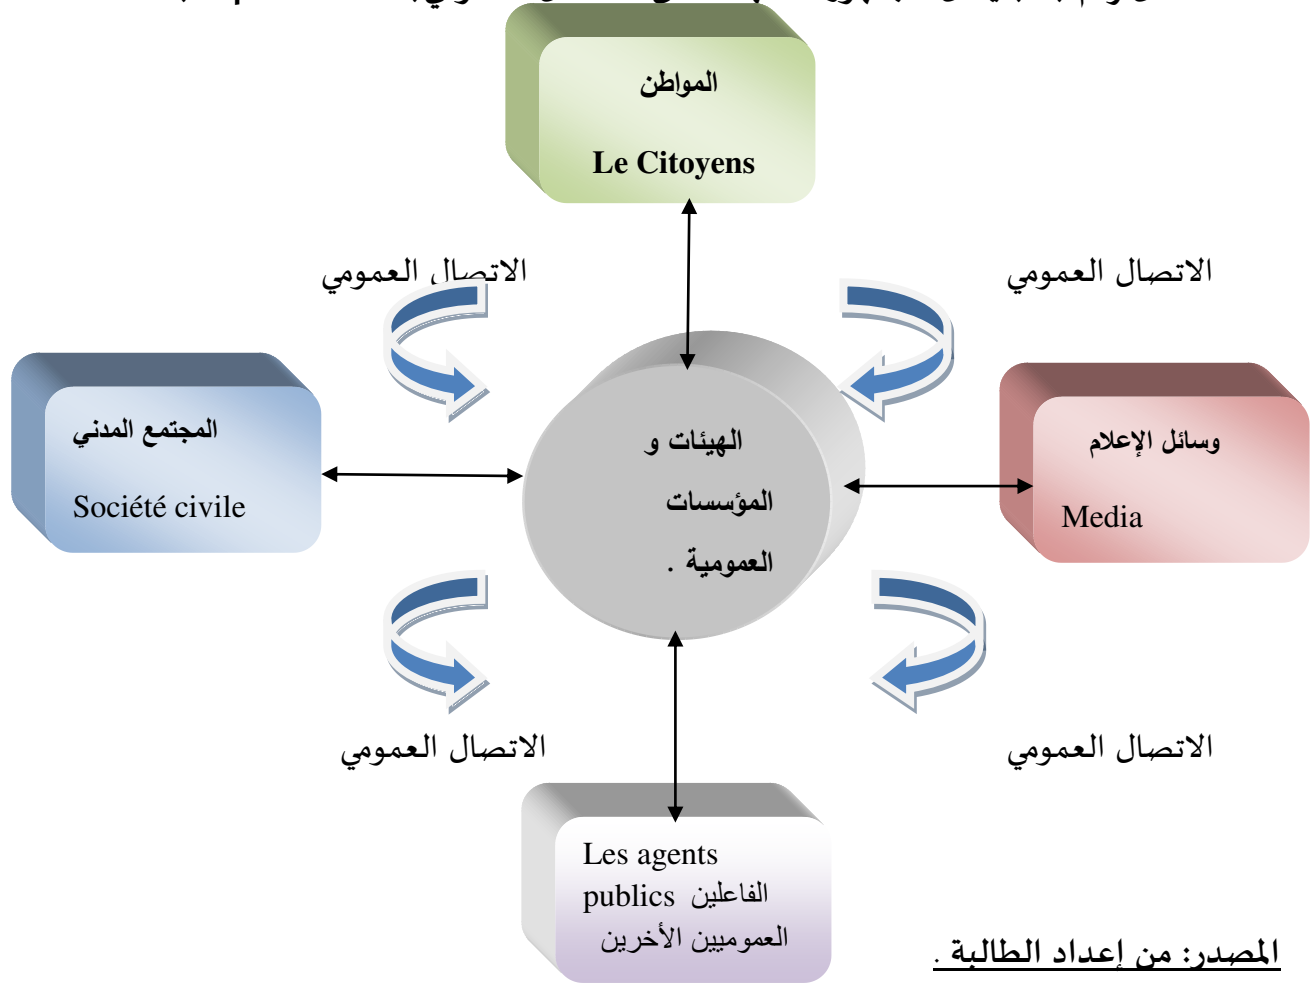 المواطن
Le Citoyens
الاتصال العمومي
الاتصال العمومي
المجتمع المدني
Société civile
الهيئات و
المؤسسات
العمومية .
وسائل الإعلام
Media
الاتصال العمومي
الاتصال العمومي
Les agents
publics الفاعلين
العموميين الأخرين
المصدر: من إعداد الطالبة .